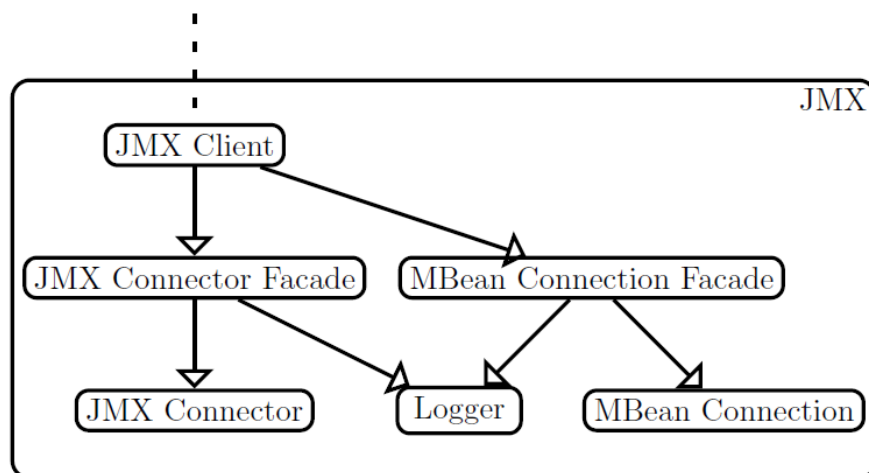 JMX
JMX Client
JMX Connector Facade
MBean Connection Facade
JMX Connector
Logger
MBean Connection